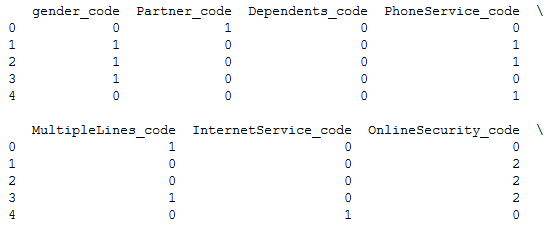 gender_code Partner_code Dependents_code PhoneService_code \
0 0 1 0 0
1 1 0 0 1
2 1 0 0 1
3 1 0 0 0
4 0 0 0 1
MultipleLines_code InternetService_code OnlineSecurity_code \
0 1 0 0
1 0 0 2
2 0 0 2
3 1 0 2
4 0 1 0